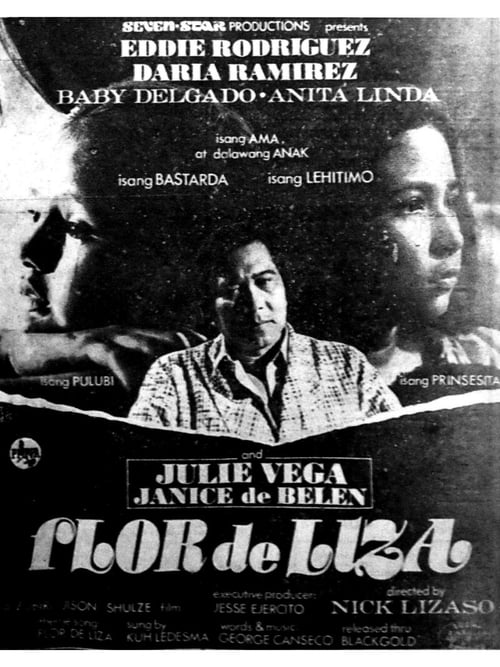 SEVEN-STAR PRODUCTIONS presents
EDDIE RODRIGUEZ
DARIA RAMIREZ
BABY DELGADO • ANITA LINDA
isang AMA,
at dalawang ANAK
isang BASTARDA isang LEHITIMO
isang PULUBI isang PRINSESITA
and
JULIE VEGA
JANICE de BELEN
FLOR de LIZA
executive producer: directed by
SHULZE film JESSE EJERCITO NICK LIZASO
theme song sung by words & music: released thru
FLOR DE LIZA KUH LEDESMA GEORGE CANSECO BLACKGOLD